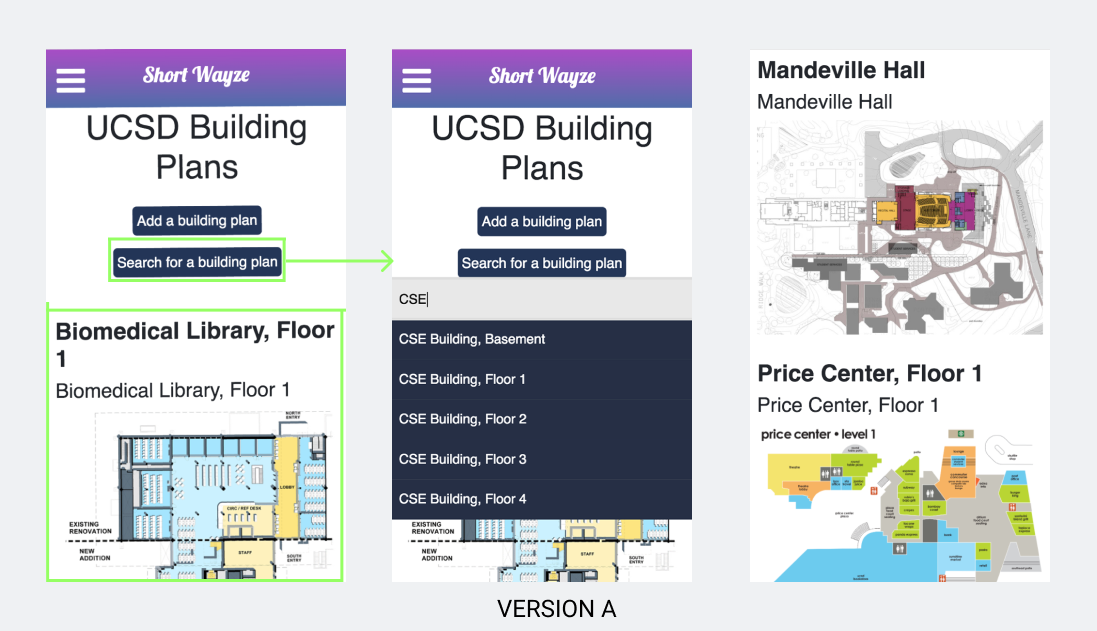 Short Wayze
UCSD Building
Plans
Add a building plan
Search for a building plan
Biomedical Library, Floor
1
Biomedical Library, Floor 1
NORTH
ENTRY
LOBBY
CIRC / REF DESK
EXISTING
RENOVATION
NEW
ADDITION
STAFF
SOUTH
ENTRY
Short Wayze
UCSD Building
Plans
Add a building plan
Search for a building plan
CSE
CSE Building, Basement
CSE Building, Floor 1
CSE Building, Floor 2
CSE Building, Floor 3
CSE Building, Floor 4
EXISTING
RENOVATION
NEW
ADDITION
STAFF
SOUTH
ENTRY
Mandeville Hall
Mandeville Hall
MANDEVILLE LANE
RIDGE WALK
Price Center, Floor 1
Price Center, Floor 1
price center • level 1
VERSION A